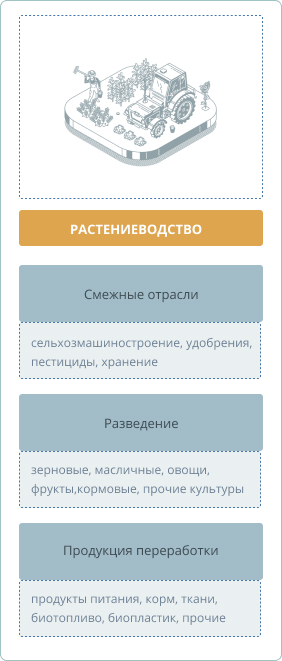 РАСТЕНИЕВОДСТВО
Смежные отрасли
сельхозмашиностроение, удобрения,
пестициды, хранение
Разведение
зерновые, масличные, овощи,
фрукты,кормовые, прочие культуры
Продукция переработки
продукты питания, корм, ткани,
биотопливо, биопластик, прочие